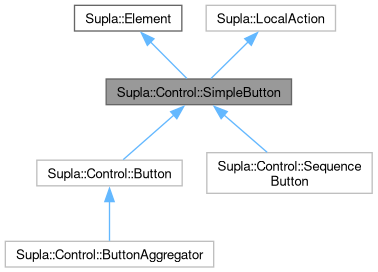 Supla::Element
Supla::LocalAction
Supla::Control::SimpleButton
Supla::Control::Button
Supla::Control::Sequence
Button
Supla::Control::ButtonAggregator